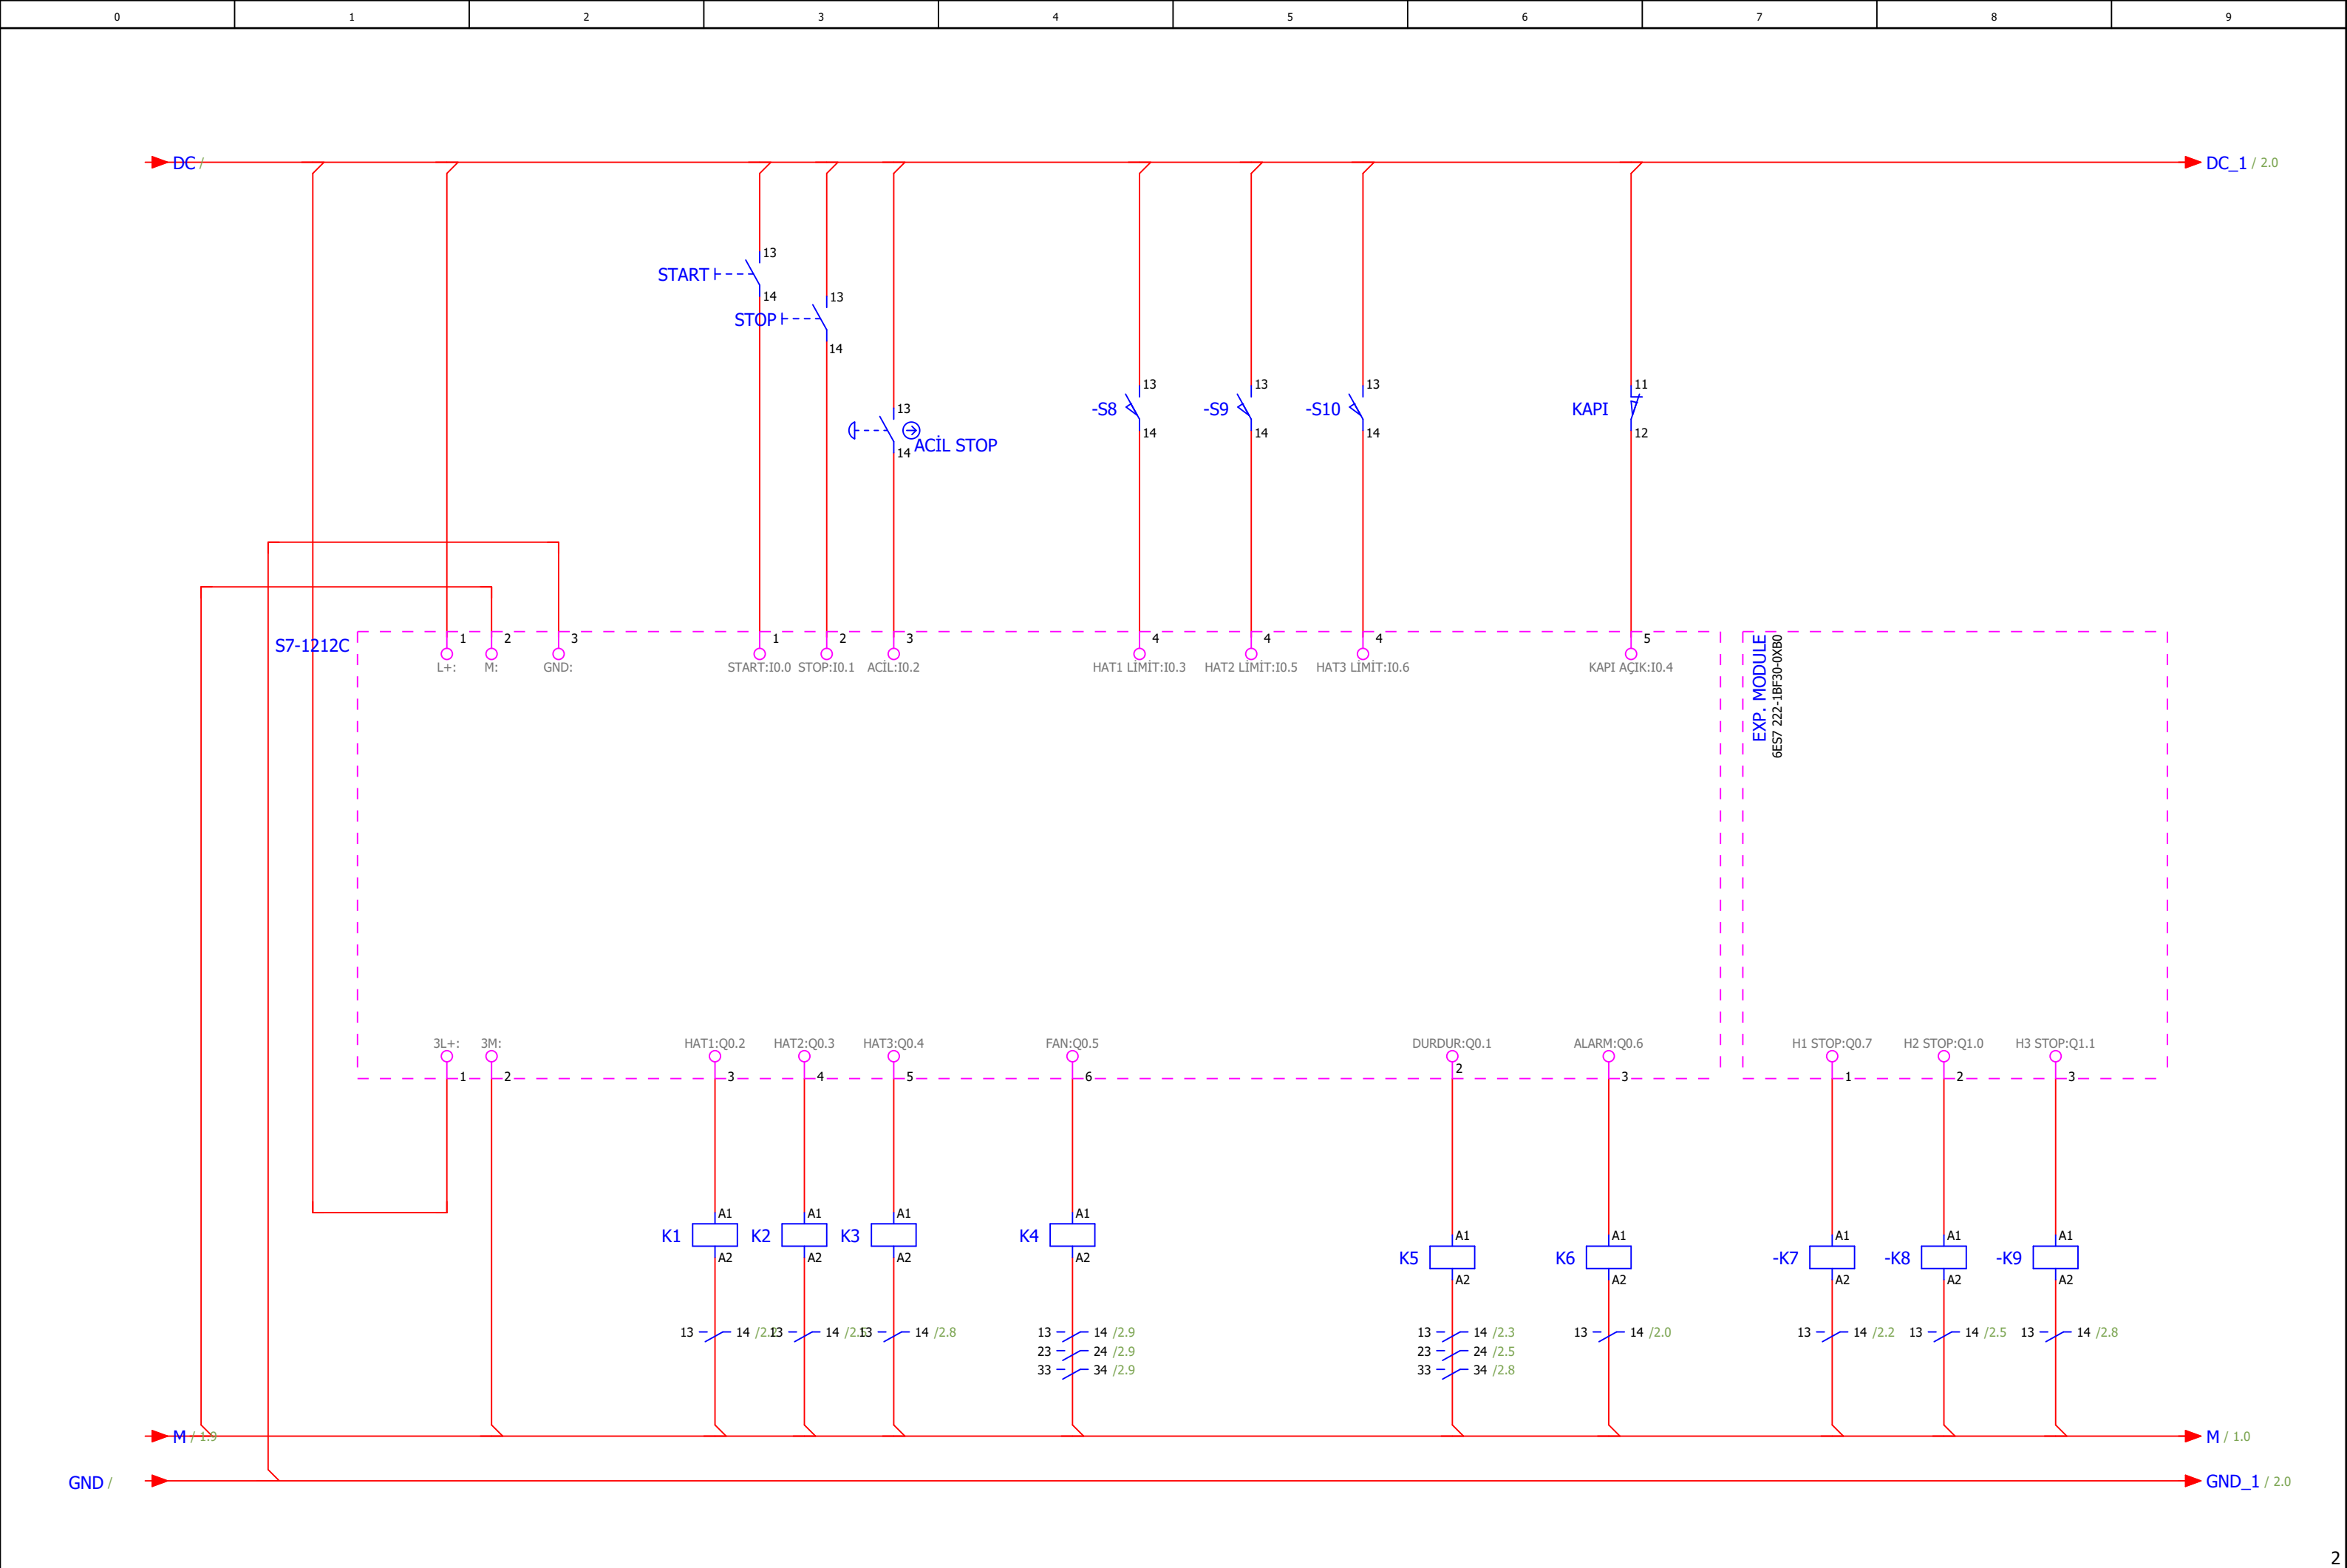 0 1 2 3 4 5 6 7 8 9
DC / DC_1 / 2.0
13
START
14
13
STOP
14
13
ACİL STOP
14
13 13 13 11
-S8 -S9 -S10 KAPI
14 14 14 12
S7-1212C
1 2 3 1 2 3 4 4 4 5
L+: M: GND: START:I0.0 STOP:I0.1 ACİL:I0.2 HAT1 LİMİT:I0.3 HAT2 LİMİT:I0.5 HAT3 LİMİT:I0.6 KAPI AÇIK:I0.4
EXP. MODULE
6ES7 222-1BF30-0XB0
3L+: 3M: HAT1:Q0.2 HAT2:Q0.3 HAT3:Q0.4 FAN:Q0.5 DURDUR:Q0.1 ALARM:Q0.6 H1 STOP:Q0.7 H2 STOP:Q1.0 H3 STOP:Q1.1
1 2 3 4 5 6 2 3 1 2 3
A1 A1 A1 A1
K1 K2 K3 K4
A2 A2 A2 A2
A1 A1 A1 A1 A1
K5 K6 -K7 -K8 -K9
A2 A2 A2 A2 A2
13 14 13 14 13 14 /2.8 13 14 /2.9 13 14 /2.3 13 14 /2.0 13 14 /2.2 13 14 /2.5 13 14 /2.8
23 24 /2.9 23 24 /2.5
33 34 /2.9 33 34 /2.8
M / 1.9 M / 1.0
GND / GND_1 / 2.0
2